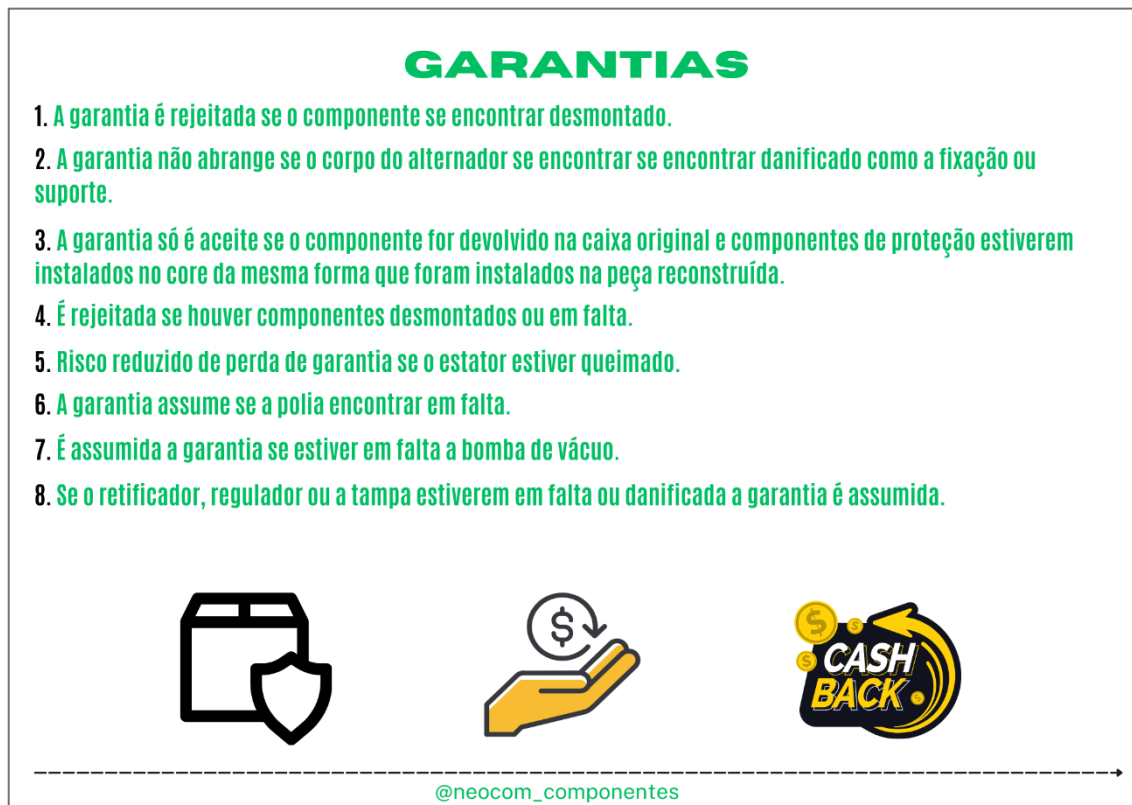 GARANTIAS
1. A garantia é rejeitada se o componente se encontrar desmontado.
2. A garantia não abrange se o corpo do alternador se encontrar se encontrar danificado como a fixação ou
suporte.
3. A garantia só é aceite se o componente for devolvido na caixa original e componentes de proteção estiverem
instalados no core da mesma forma que foram instalados na peça reconstruída.
4. É rejeitada se houver componentes desmontados ou em falta.
5. Risco reduzido de perda de garantia se o estator estiver queimado.
6. A garantia assume se a polia encontrar em falta.
7. É assumida a garantia se estiver em falta a bomba de vácuo.
8. Se o retificador, regulador ou a tampa estiverem em falta ou danificada a garantia é assumida.
$
$
$
$
$
CASH
BACK
@neocom_componentes